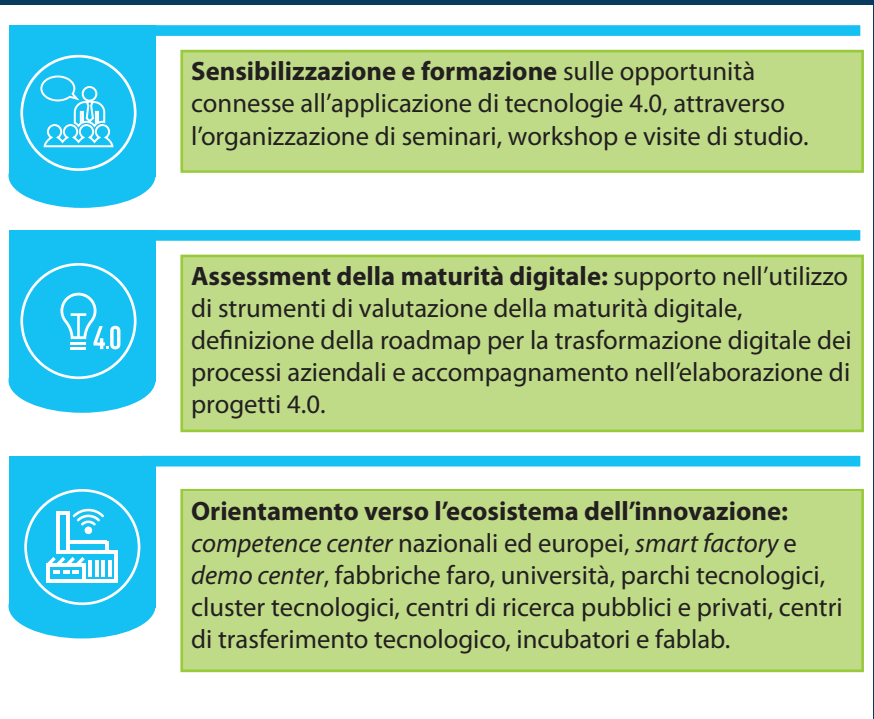 Sensibilizzazione e formazione sulle opportunità
connesse all’applicazione di tecnologie 4.0, attraverso
l’organizzazione di seminari, workshop e visite di studio.
4.0
Assessment della maturità digitale: supporto nell’utilizzo
di strumenti di valutazione della maturità digitale,
definizione della roadmap per la trasformazione digitale dei
processi aziendali e accompagnamento nell’elaborazione di
progetti 4.0.
Orientamento verso l’ecosistema dell’innovazione:
competence center nazionali ed europei, smart factory e
demo center, fabbriche faro, università, parchi tecnologici,
cluster tecnologici, centri di ricerca pubblici e privati, centri
di trasferimento tecnologico, incubatori e fablab.